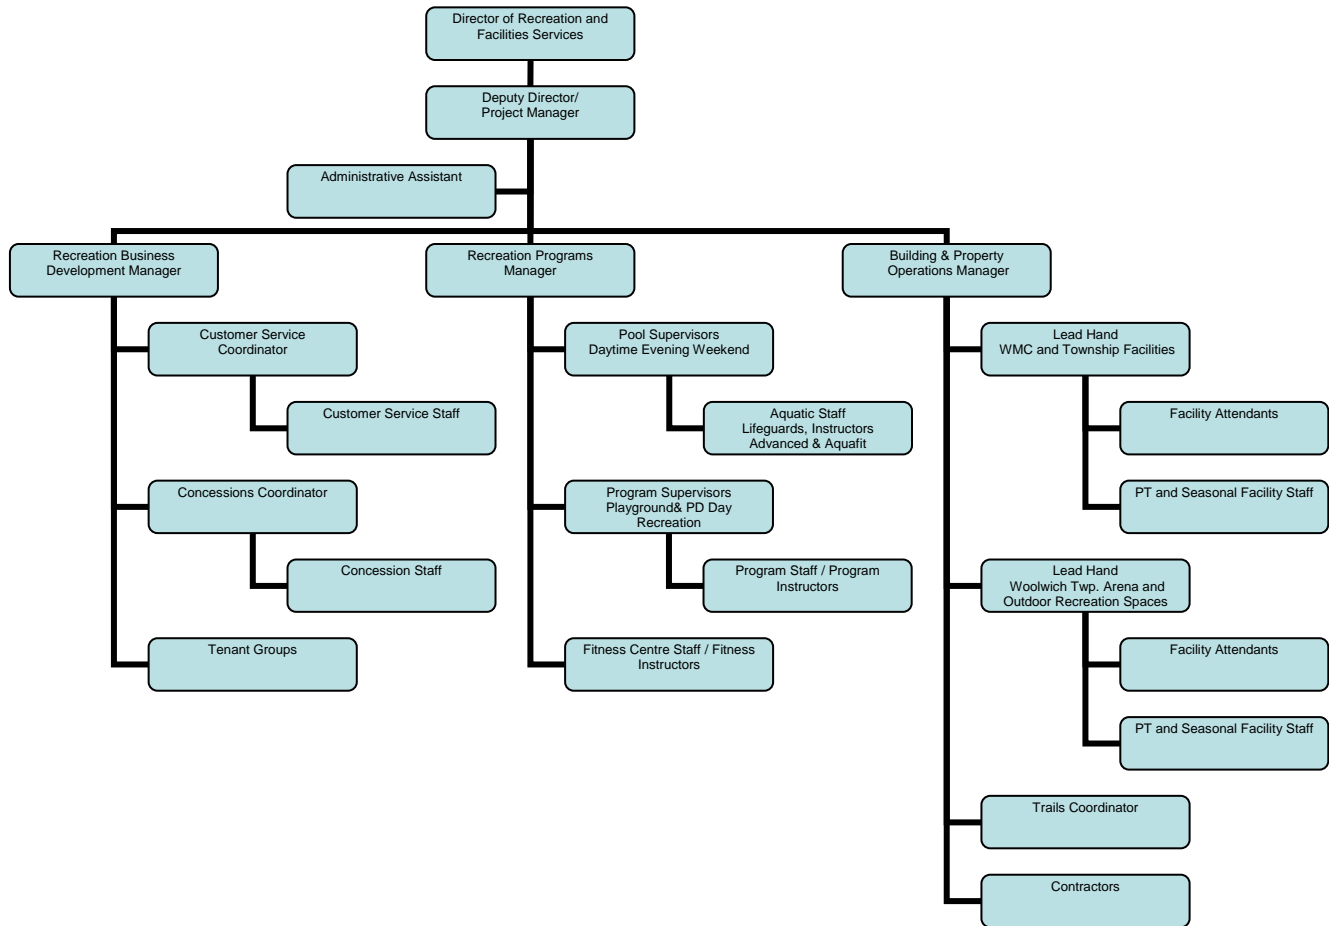 Director of Recreation and
Facilities Services
Deputy Director/
Project Manager
Administrative Assistant
Recreation Business
Development Manager
Recreation Programs
Manager
Building & Property
Operations Manager
Customer Service
Coordinator
Pool Supervisors
Daytime Evening Weekend
Lead Hand
WMC and Township Facilities
Customer Service Staff
Aquatic Staff
Lifeguards, Instructors
Advanced & Aquafit
Facility Attendants
Concessions Coordinator
Program Supervisors
Playground& PD Day
Recreation
PT and Seasonal Facility Staff
Concession Staff
Program Staff / Program
Instructors
Lead Hand
Woolwich Twp. Arena and
Outdoor Recreation Spaces
Tenant Groups
Fitness Centre Staff / Fitness
Instructors
Facility Attendants
PT and Seasonal Facility Staff
Trails Coordinator
Contractors